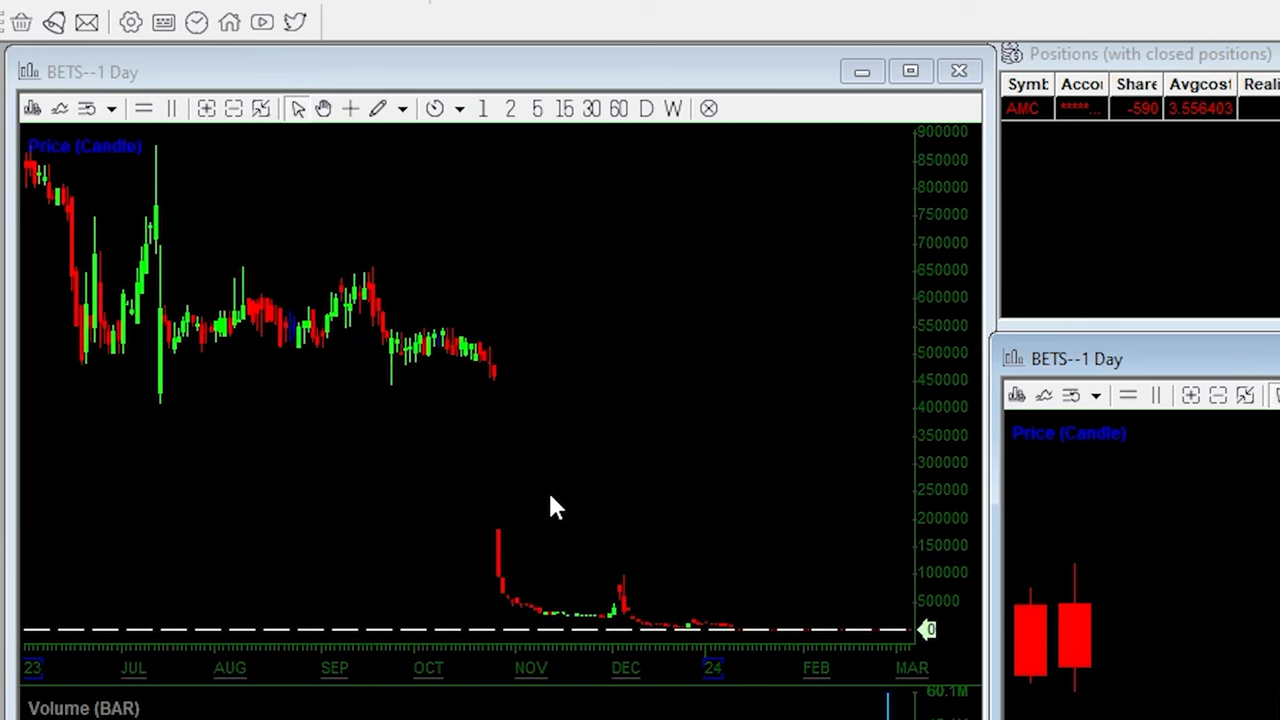 BETS--1 Day
1 2 5 15 30 60 D W
Price (Candle)
900000
850000
800000
750000
700000
650000
600000
550000
500000
450000
400000
350000
300000
250000
200000
150000
100000
50000
0
23 JUL AUG SEP OCT NOV DEC 24 FEB MAR
60.1M
Volume (BAR)
Positions (with closed positions)
Symb Accou Share Avgcost Reali
AMC *****... -590 3.556403
BETS--1 Day
Price (Candle)